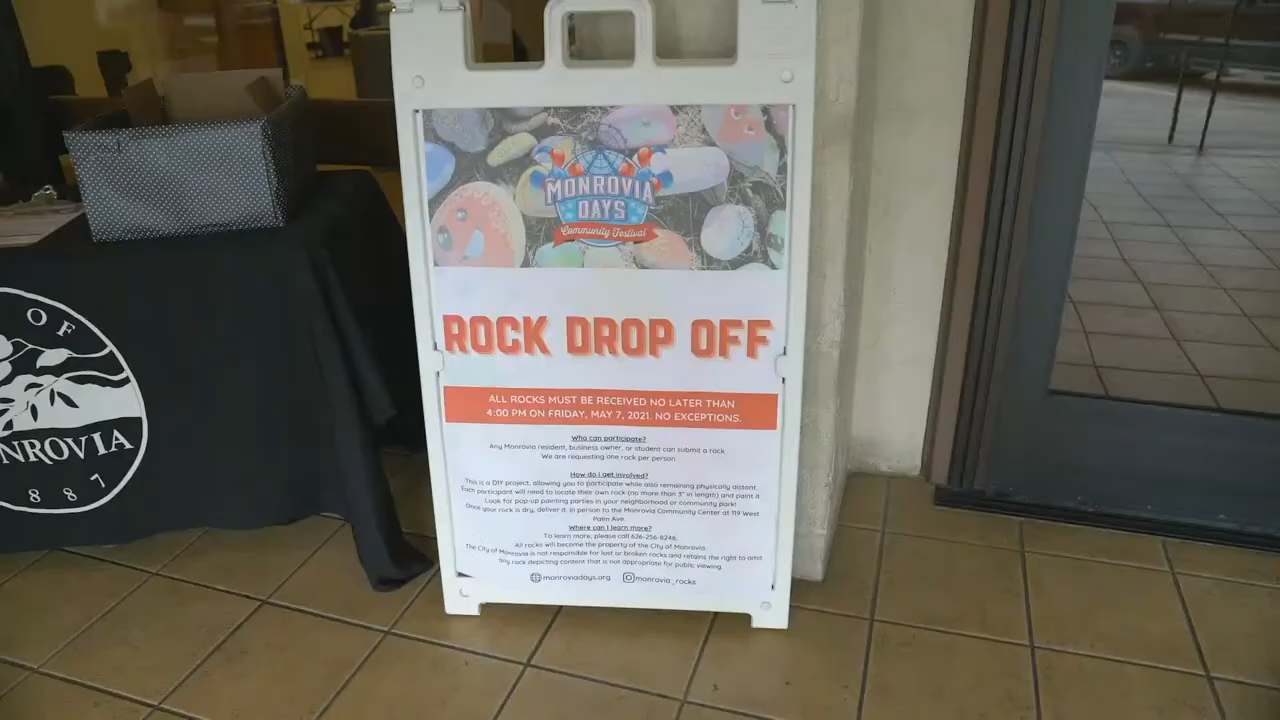 MONROVIA
DAYS
Community Festival
ROCK DROP OFF
ALL ROCKS MUST BE RECEIVED NO LATER THAN
4:00 PM ON FRIDAY, MAY 7, 2021. NO EXCEPTIONS.
Who can participate?
Any Monrovia resident, business owner, or student can submit a rock.
We are requesting one rock per person.
How do I get involved?
This is a DIY project, allowing you to participate while also remaining physically distant.
Each participant will need to locate their own rock (no more than 3" in length) and paint it.
Look for pop-up painting parties in your neighborhood or community park!
Once your rock is dry, deliver it, in person to the Monrovia Community Center at 119 West
Palm Ave.
Where can I learn more?
To learn more, please call 626-256-8246.
All rocks will become the property of the City of Monrovia.
The City of Monrovia is not responsible for lost or broken rocks and retains the right to omit
any rock depicting content that is not appropriate for public viewing.
monroviadays.org monrovia_rocks
OF
NROVIA
887